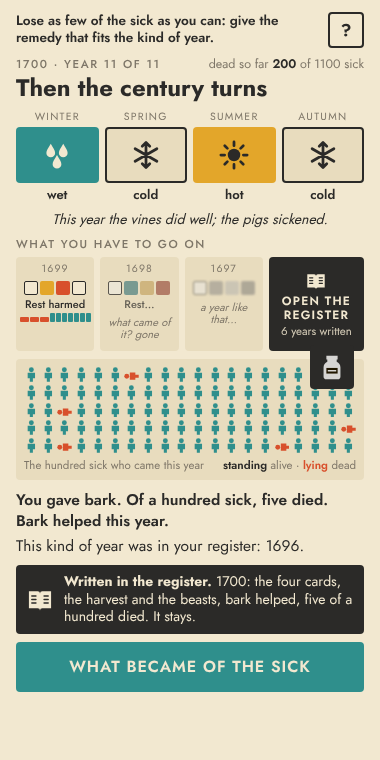 Lose as few of the sick as you can: give the
remedy that fits the kind of year.
?
1700 · YEAR 11 OF 11
dead so far 200 of 1100 sick
Then the century turns
WINTER
SPRING
SUMMER
AUTUMN
wet
cold
hot
cold
This year the vines did well; the pigs sickened.
WHAT YOU HAVE TO GO ON
1699
Rest harmed
1698
Rest...
what came of
it? gone
1697
a year like
that...
OPEN THE
REGISTER
6 years written
The hundred sick who came this year
standing alive · lying dead
You gave bark. Of a hundred sick, five died.
Bark helped this year.
This kind of year was in your register: 1696.
Written in the register. 1700: the four cards,
the harvest and the beasts, bark helped, five of a
hundred died. It stays.
WHAT BECAME OF THE SICK